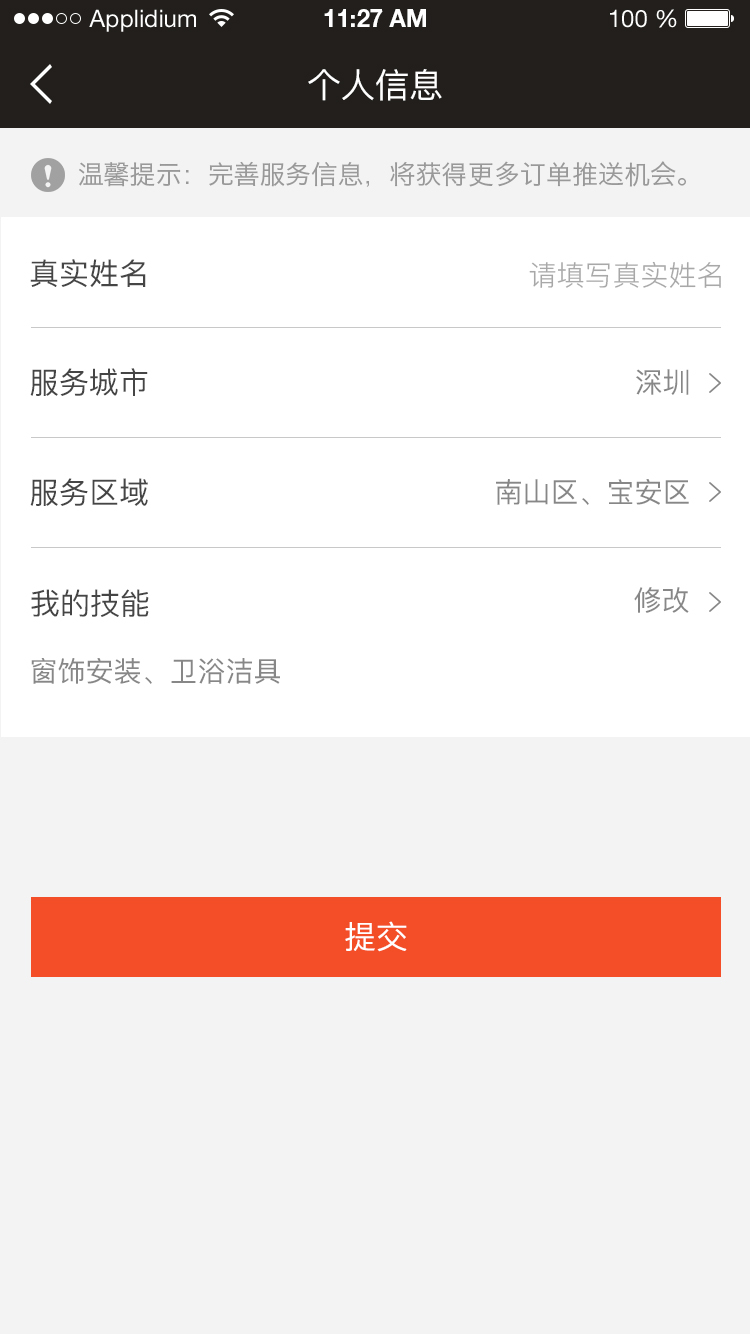 Applidium 11:27 AM 100 %
个人信息
温馨提示：完善服务信息，将获得更多订单推送机会。
真实姓名 请填写真实姓名
服务城市 深圳
服务区域 南山区、宝安区
我的技能 修改
窗饰安装、卫浴洁具
提交